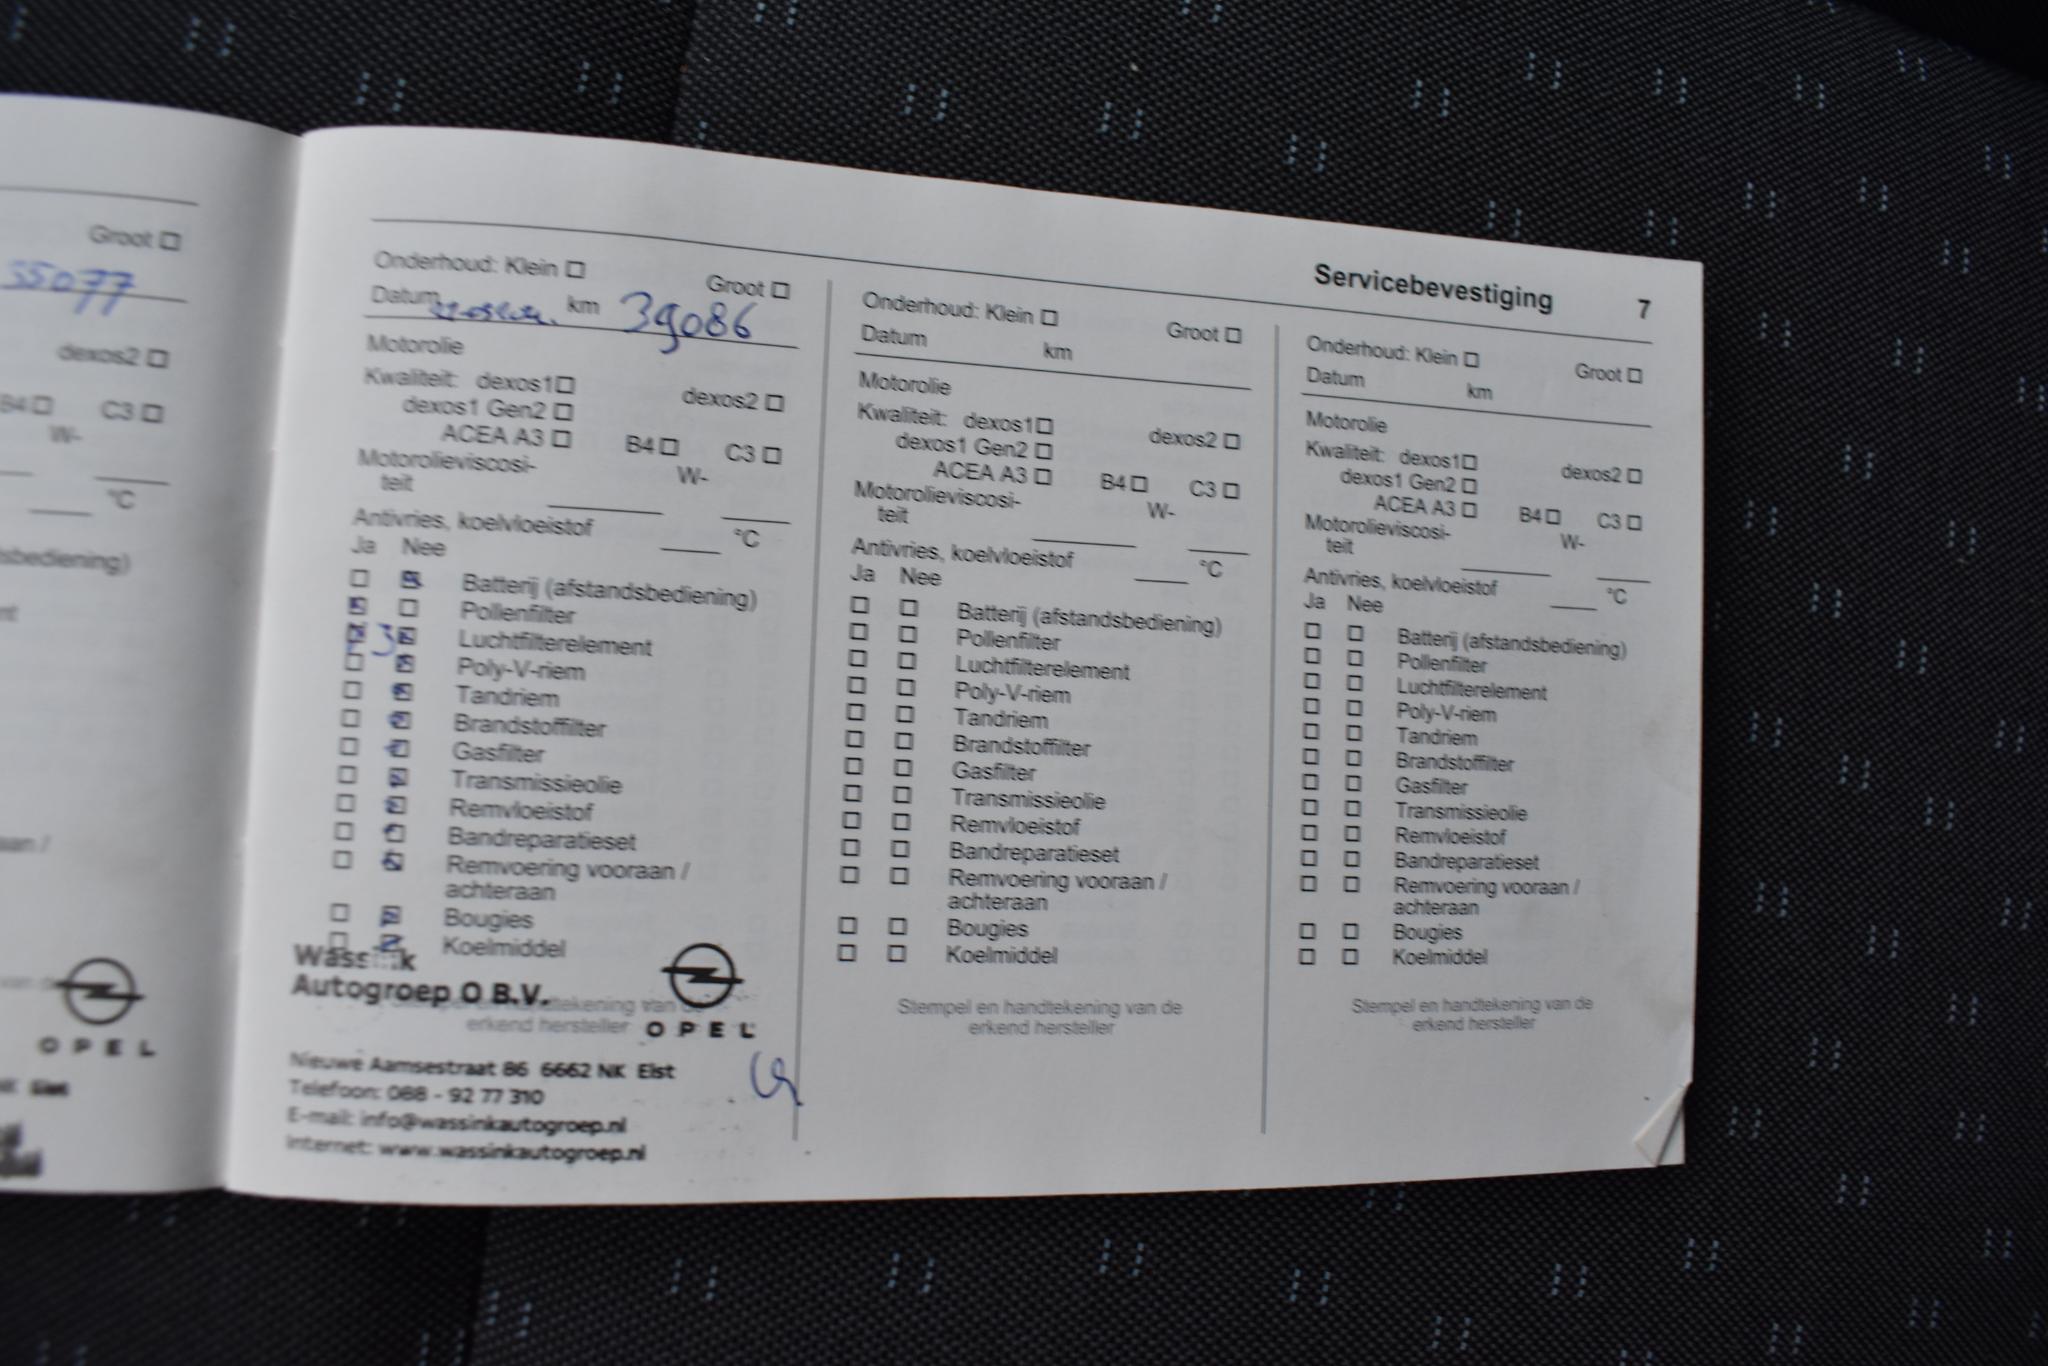 Groot
55077
dexos2
B4 C3
W-
°C
Servicebevestiging 7
Onderhoud: Klein Groot
Datum km 39086
Motorolie
Kwaliteit: dexos1 dexos2
dexos1 Gen2
ACEA A3 B4 C3
Motorolieviscosi-
teit W-
Antivries, koelvloeistof °C
Ja Nee
Batterij (afstandsbediening)
Pollenfilter
Luchtfilterelement
Poly-V-riem
Tandriem
Brandstoffilter
Gasfilter
Transmissieolie
Remvloeistof
Bandreparatieset
Remvoering vooraan /
achteraan
Bougies
Koelmiddel
Autogroep O B.V.
erkend hersteller
OPEL
Nieuwe Aamsestraat 86 6662 NK Elst
Telefoon: 088 - 92 77 310
E-mail: info@wassinkautogroep.nl
Internet: www.wassinkautogroep.nl
Onderhoud: Klein Groot
Datum km
Motorolie
Kwaliteit: dexos1 dexos2
dexos1 Gen2
ACEA A3 B4 C3
Motorolieviscosi-
teit W-
Antivries, koelvloeistof °C
Ja Nee
Batterij (afstandsbediening)
Pollenfilter
Luchtfilterelement
Poly-V-riem
Tandriem
Brandstoffilter
Gasfilter
Transmissieolie
Remvloeistof
Bandreparatieset
Remvoering vooraan /
achteraan
Bougies
Koelmiddel
Stempel en handtekening van de
erkend hersteller
Onderhoud: Klein Groot
Datum km
Motorolie
Kwaliteit: dexos1 dexos2
dexos1 Gen2
ACEA A3 B4 C3
Motorolieviscosi-
teit W-
Antivries, koelvloeistof °C
Ja Nee
Batterij (afstandsbediening)
Pollenfilter
Luchtfilterelement
Poly-V-riem
Tandriem
Brandstoffilter
Gasfilter
Transmissieolie
Remvloeistof
Bandreparatieset
Remvoering vooraan /
achteraan
Bougies
Koelmiddel
Stempel en handtekening van de
erkend hersteller
OPEL